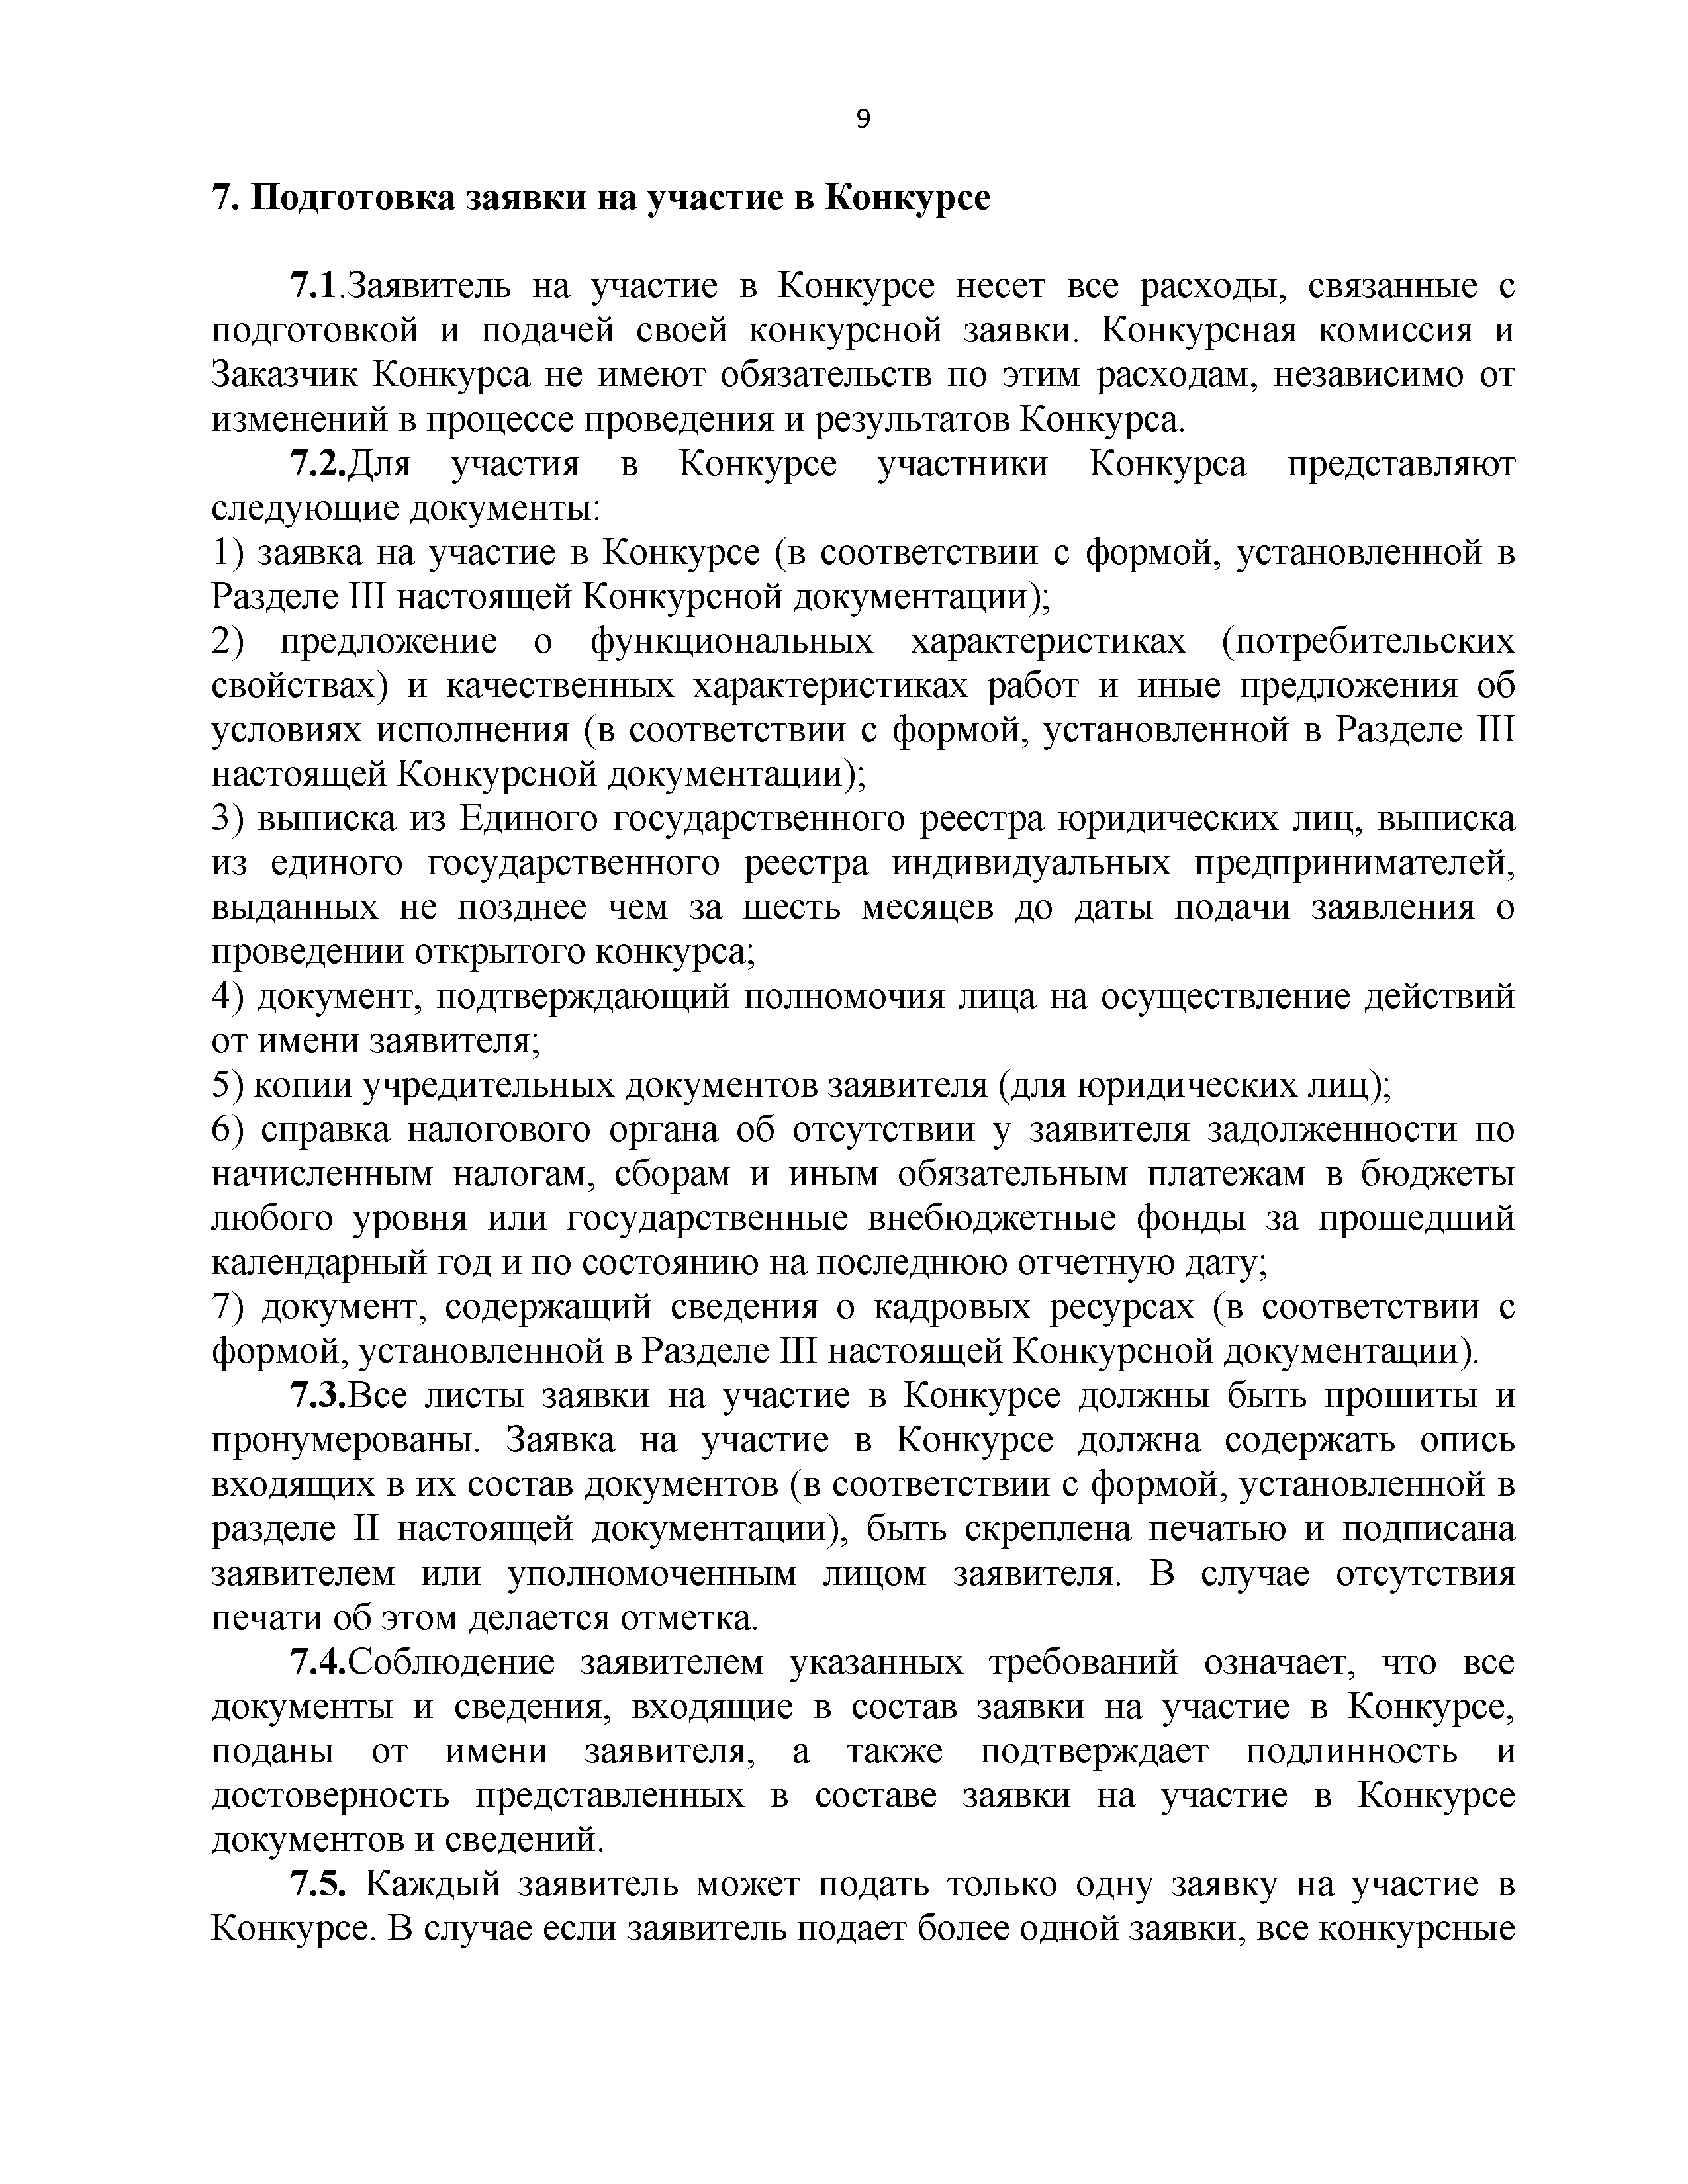 9
7. Подготовка заявки на участие в Конкурсе
7.1.Заявитель на участие в Конкурсе несет все расходы, связанные с
подготовкой и подачей своей конкурсной заявки. Конкурсная комиссия и
Заказчик Конкурса не имеют обязательств по этим расходам, независимо от
изменений в процессе проведения и результатов Конкурса.
7.2.Для участия в Конкурсе участники Конкурса представляют
следующие документы:
1) заявка на участие в Конкурсе (в соответствии с формой, установленной в
Разделе III настоящей Конкурсной документации);
2) предложение о функциональных характеристиках (потребительских
свойствах) и качественных характеристиках работ и иные предложения об
условиях исполнения (в соответствии с формой, установленной в Разделе III
настоящей Конкурсной документации);
3) выписка из Единого государственного реестра юридических лиц, выписка
из единого государственного реестра индивидуальных предпринимателей,
выданных не позднее чем за шесть месяцев до даты подачи заявления о
проведении открытого конкурса;
4) документ, подтверждающий полномочия лица на осуществление действий
от имени заявителя;
5) копии учредительных документов заявителя (для юридических лиц);
6) справка налогового органа об отсутствии у заявителя задолженности по
начисленным налогам, сборам и иным обязательным платежам в бюджеты
любого уровня или государственные внебюджетные фонды за прошедший
календарный год и по состоянию на последнюю отчетную дату;
7) документ, содержащий сведения о кадровых ресурсах (в соответствии с
формой, установленной в Разделе III настоящей Конкурсной документации).
7.3.Все листы заявки на участие в Конкурсе должны быть прошиты и
пронумерованы. Заявка на участие в Конкурсе должна содержать опись
входящих в их состав документов (в соответствии с формой, установленной в
разделе II настоящей документации), быть скреплена печатью и подписана
заявителем или уполномоченным лицом заявителя. В случае отсутствия
печати об этом делается отметка.
7.4.Соблюдение заявителем указанных требований означает, что все
документы и сведения, входящие в состав заявки на участие в Конкурсе,
поданы от имени заявителя, а также подтверждает подлинность и
достоверность представленных в составе заявки на участие в Конкурсе
документов и сведений.
7.5. Каждый заявитель может подать только одну заявку на участие в
Конкурсе. В случае если заявитель подает более одной заявки, все конкурсные